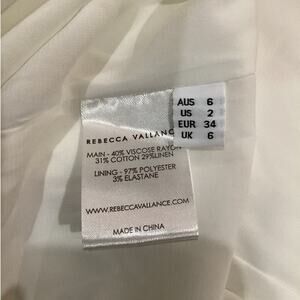 REBECCA VALLANC
MAIN - 40% VISCOSE RAYON
31% COTTON 29% LINEN
LINING - 97% POLYESTER
3% ELASTANE
WWW.REBECCAVALLANCE.COM
MADE IN CHINA
AUS 6
US 2
EUR 34
UK 6